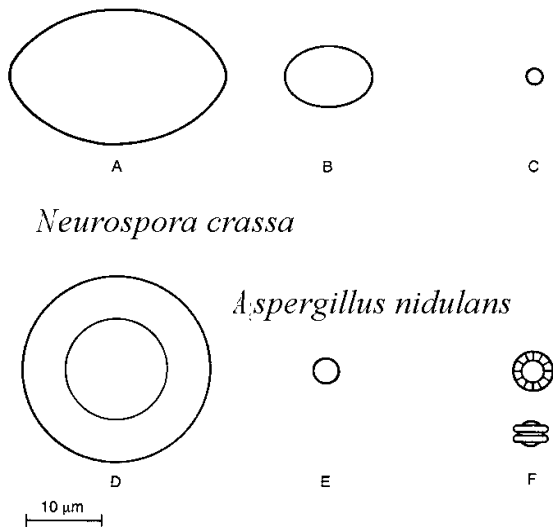 A B C
Neurospora crassa
Aspergillus nidulans
D E F
10 μm